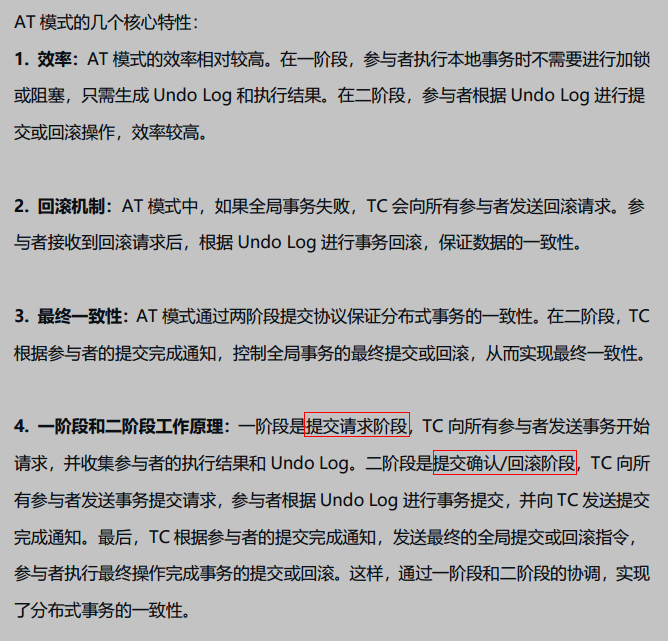 AT 模式的几个核心特性：
1. 效率：AT 模式的效率相对较高。在一阶段，参与者执行本地事务时不需要进行加锁
或阻塞，只需生成 Undo Log 和执行结果。在二阶段，参与者根据 Undo Log 进行提
交或回滚操作，效率较高。
2. 回滚机制：AT 模式中，如果全局事务失败，TC 会向所有参与者发送回滚请求。参
与者接收到回滚请求后，根据 Undo Log 进行事务回滚，保证数据的一致性。
3. 最终一致性：AT 模式通过两阶段提交协议保证分布式事务的一致性。在二阶段，TC
根据参与者的提交完成通知，控制全局事务的最终提交或回滚，从而实现最终一致性。
4. 一阶段和二阶段工作原理：一阶段是提交请求阶段，TC 向所有参与者发送事务开始
请求，并收集参与者的执行结果和 Undo Log。二阶段是提交确认/回滚阶段，TC 向所
有参与者发送事务提交请求，参与者根据 Undo Log 进行事务提交，并向 TC 发送提交
完成通知。最后，TC 根据参与者的提交完成通知，发送最终的全局提交或回滚指令，
参与者执行最终操作完成事务的提交或回滚。这样，通过一阶段和二阶段的协调，实现
了分布式事务的一致性。